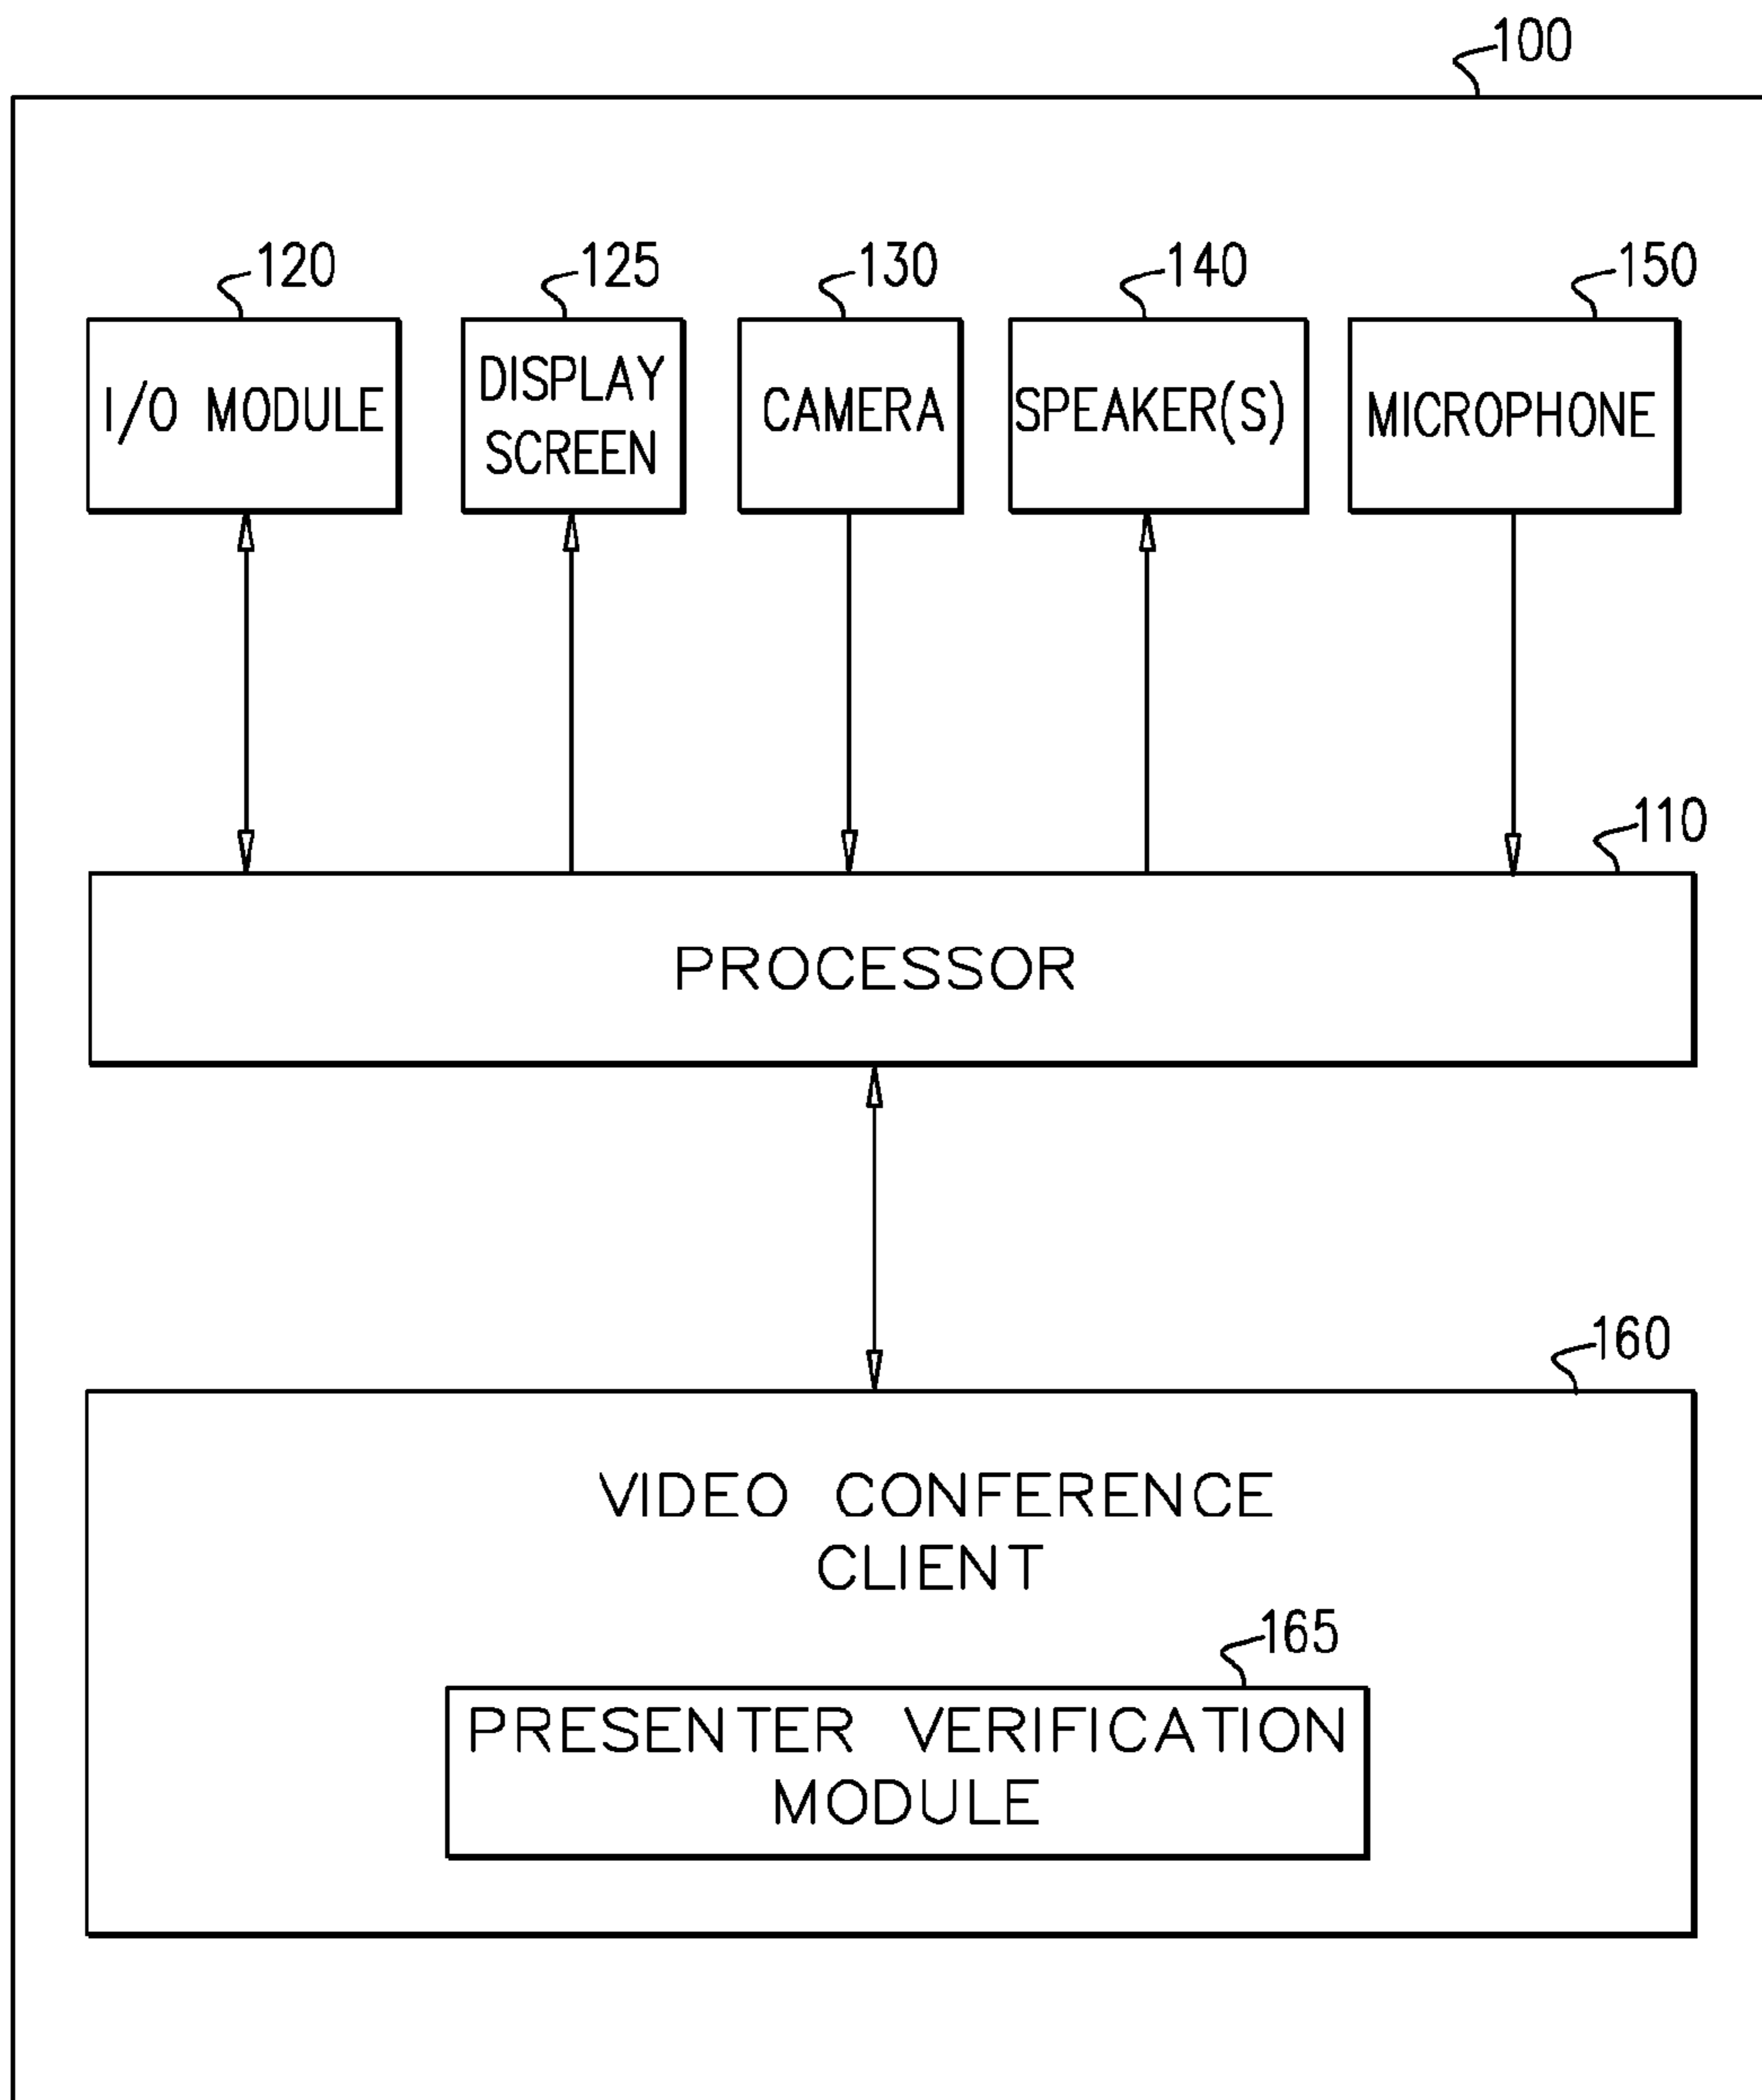 100
120
125
130
140
150
I/O MODULE
DISPLAY
SCREEN
CAMERA
SPEAKER(S)
MICROPHONE
110
PROCESSOR
160
VIDEO CONFERENCE
CLIENT
165
PRESENTER VERIFICATION
MODULE